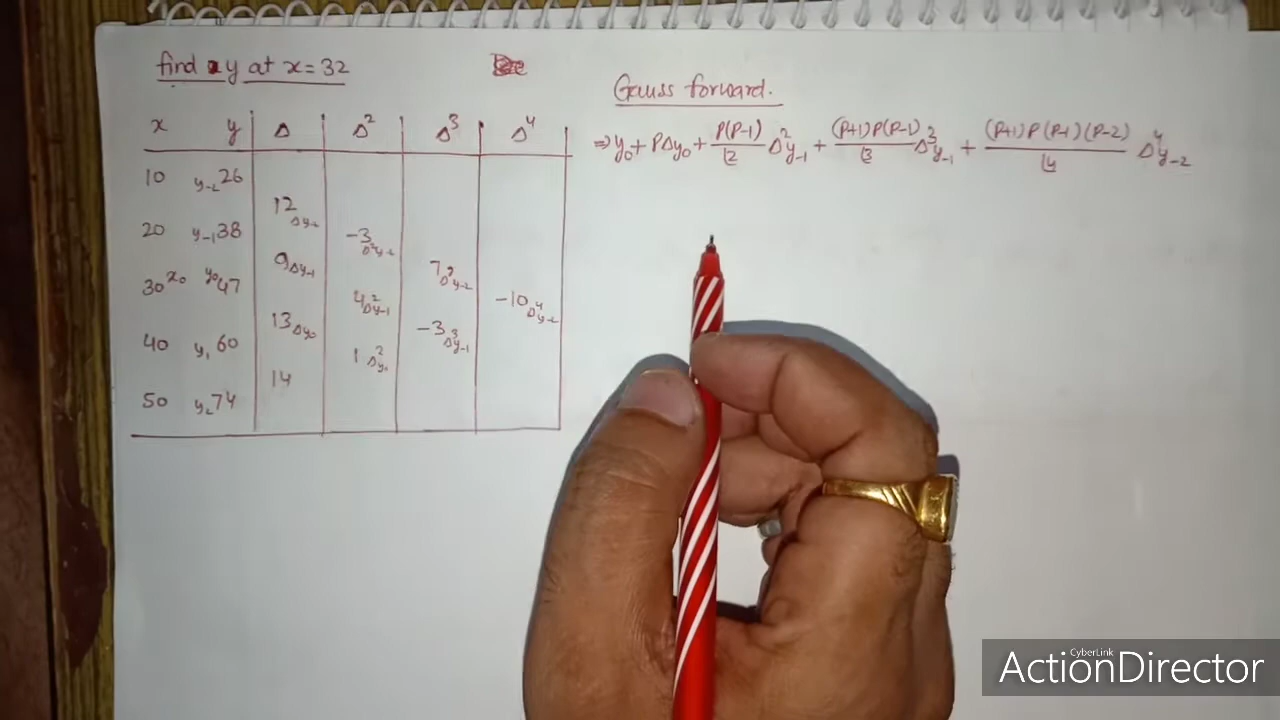 find y at x=32
Gauss forward.
x y Δ Δ² Δ³ Δ⁴
⇒ y₀ + PΔy₀ + P(P-1)/⌊2 Δ²y₋₁ + (P+1)P(P-1)/⌊3 Δ³y₋₁ + (P+1)P(P-1)(P-2)/⌊4 Δ⁴y₋₂
10 y₋₂ 26
12 Δy₋₂
20 y₋₁ 38 -3 Δ²y₋₂
9 Δy₋₁ 7 Δ³y₋₂
30 x₀ y₀ 47 4 Δ²y₋₁ -10 Δ⁴y₋₂
13 Δy₀ -3 Δ³y₋₁
40 y₁ 60 1 Δ²y₀
14
50 y₂ 74
CyberLink
ActionDirector